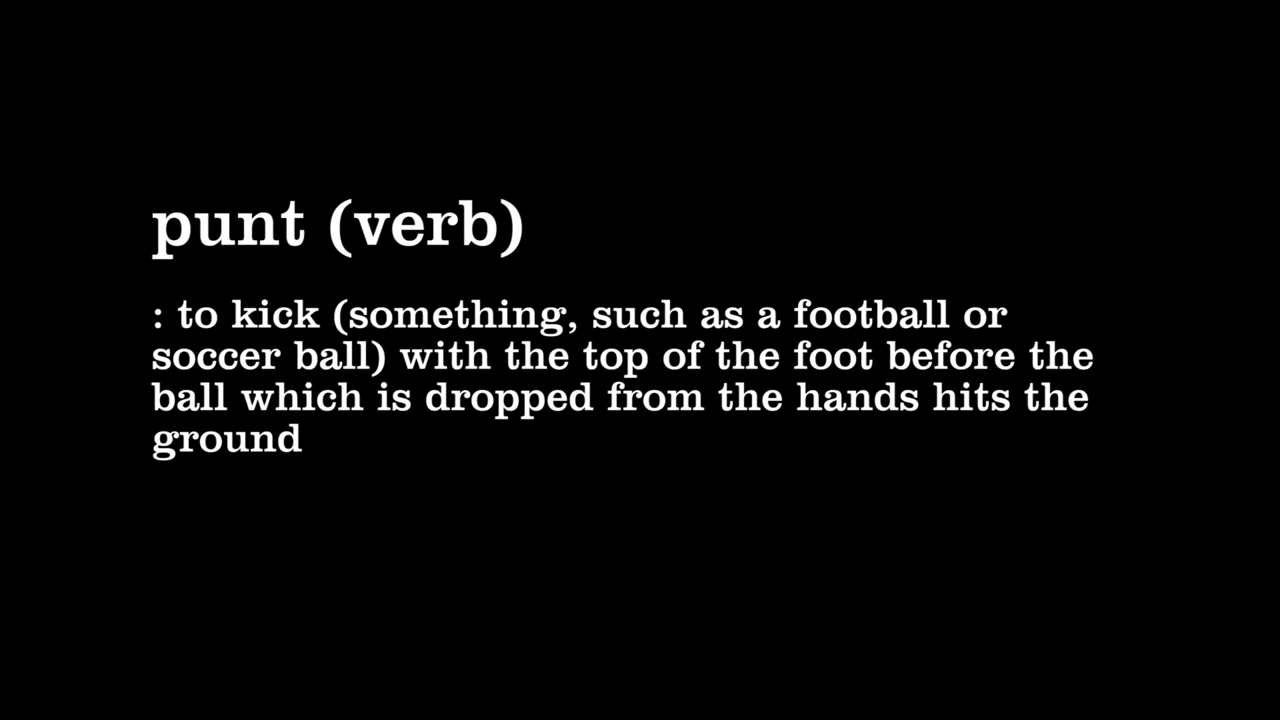 punt (verb)
: to kick (something, such as a football or
soccer ball) with the top of the foot before the
ball which is dropped from the hands hits the
ground